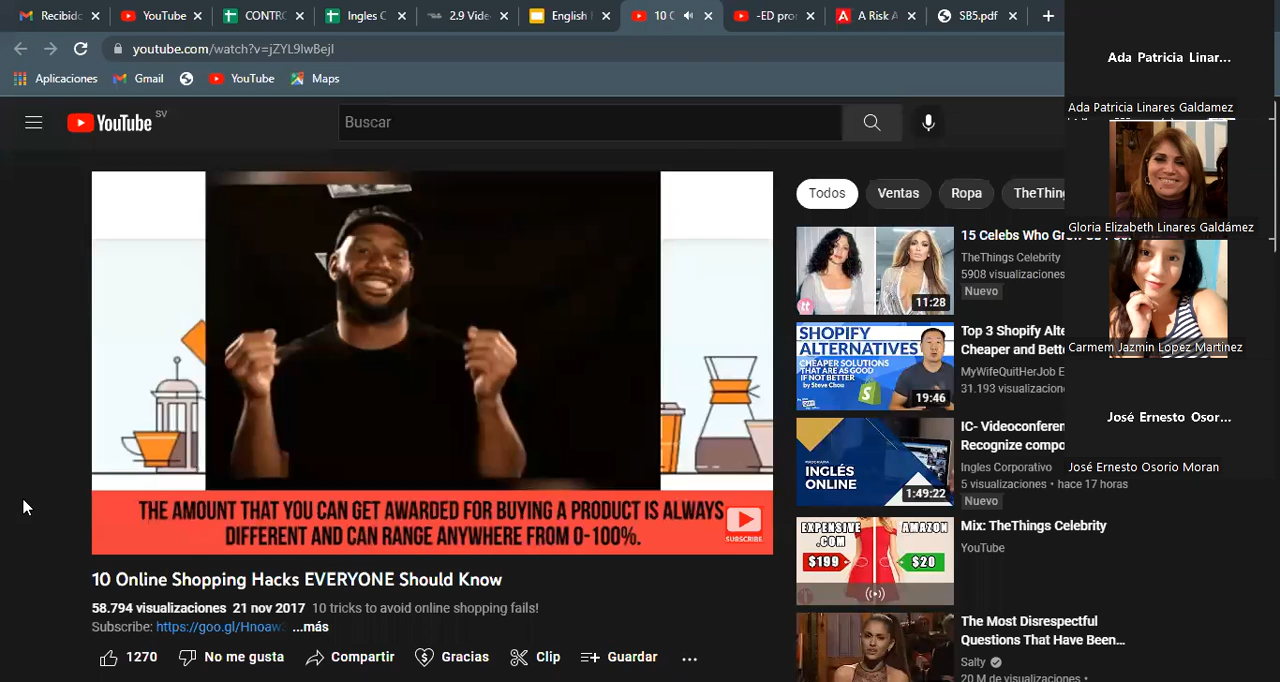 Recibido
YouTube
CONTRO
Ingles C
2.9 Vide
English
10 O
-ED pro
A Risk A
SB5.pdf
youtube.com/watch?v=jZYL9lwBejI
Aplicaciones
Gmail
YouTube
Maps
YouTube SV
Buscar
THE AMOUNT THAT YOU CAN GET AWARDED FOR BUYING A PRODUCT IS ALWAYS
DIFFERENT AND CAN RANGE ANYWHERE FROM 0-100%.
SUBSCRIBE
10 Online Shopping Hacks EVERYONE Should Know
58.794 visualizaciones 21 nov 2017 10 tricks to avoid online shopping fails!
Subscribe: https://goo.gl/Hnoaw ...más
1270
No me gusta
Compartir
Gracias
Clip
Guardar
Todos
Ventas
Ropa
TheThing
11:28
15 Celebs Who
TheThings Celebrity
5908 visualizaciones
Nuevo
SHOPIFY
ALTERNATIVES
CHEAPER SOLUTIONS
THAT ARE AS GOOD
IF NOT BETTER
by Steve Chou
19:46
Top 3 Shopify Alte
Cheaper and Bette
MyWifeQuitHerJob E
31.193 visualizacion
INGLÉS
ONLINE
1:49:22
IC- Videoconferen
Recognize compo
Ingles Corporativo
5 visualizaciones • hace 17 horas
Nuevo
EXPENSIVE
.COM
$199
AMAZON
$20
Mix: TheThings Celebrity
YouTube
The Most Disrespectful
Questions That Have Been...
Salty
20 M de visualizaciones •
Ada Patricia Linar...
Ada Patricia Linares Galdamez
Gloria Elizabeth Linares Galdámez
Carmem Jazmin Lopez Martinez
José Ernesto Osor...
José Ernesto Osorio Moran